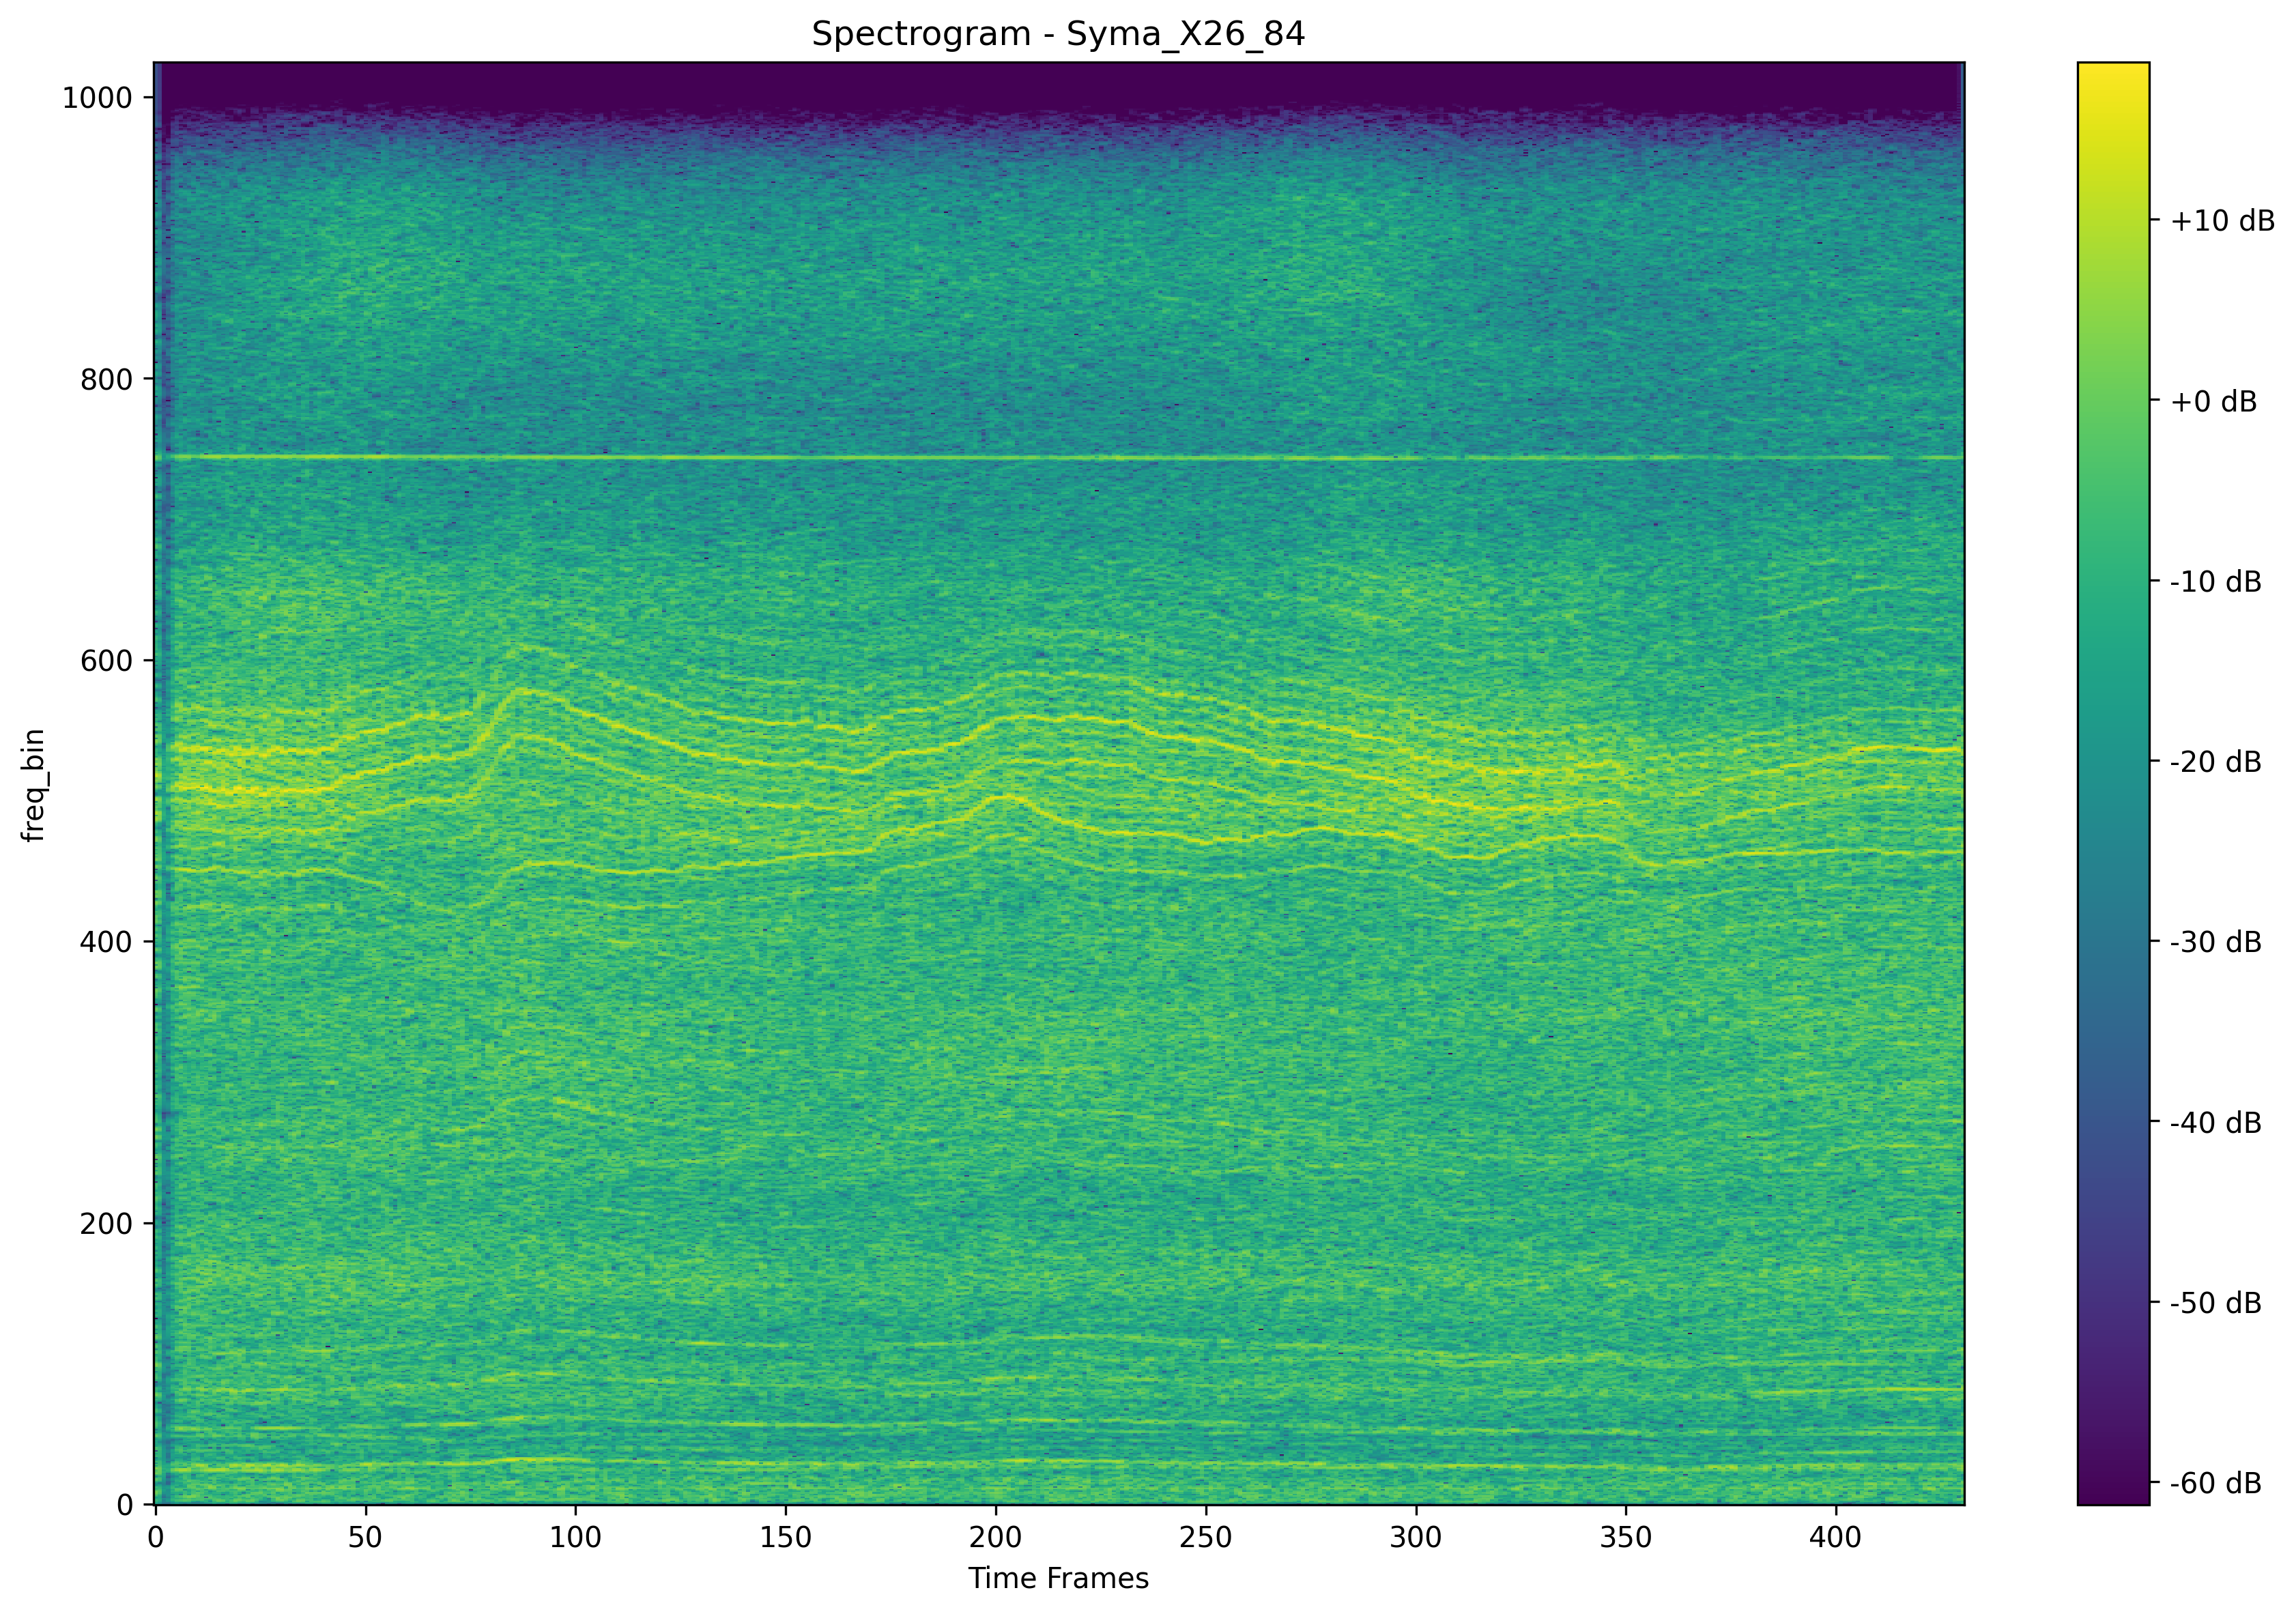 Spectrogram - Syma_X26_84
1000
800
600
400
200
0
freq_bin
0 50 100 150 200 250 300 350 400
Time Frames
+10 dB
+0 dB
-10 dB
-20 dB
-30 dB
-40 dB
-50 dB
-60 dB